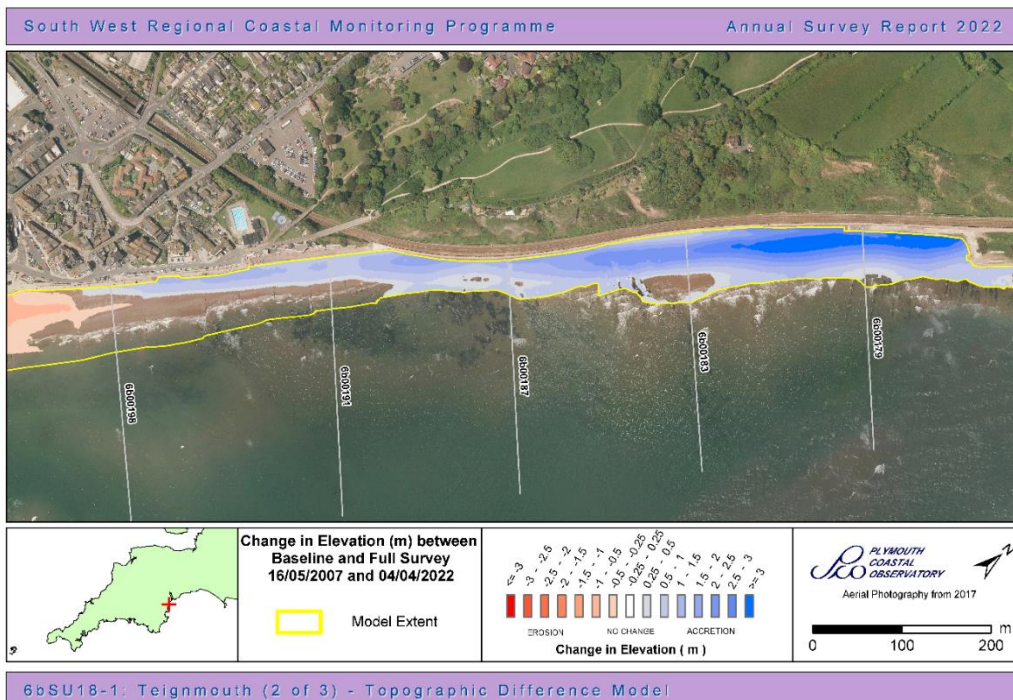 South West Regional Coastal Monitoring Programme Annual Survey Report 2022
6b00198
6b00191
6b00187
6b00183
6b00179
Change in Elevation (m) between
Baseline and Full Survey
16/05/2007 and 04/04/2022
Model Extent
<= -3
-3 - -2.5
-2.5 - -2
-2 - -1.5
-1.5 - -1
-1 - -0.5
-0.5 - -0.25
-0.25 - 0.25
0.25 - 0.5
0.5 - 1
1 - 1.5
1.5 - 2
2 - 2.5
2.5 - 3
>= 3
EROSION NO CHANGE ACCRETION
Change in Elevation ( m )
PCO
PLYMOUTH
COASTAL
OBSERVATORY
N
Aerial Photography from 2017
m
0 100 200
6bSU18-1: Teignmouth (2 of 3) - Topographic Difference Model